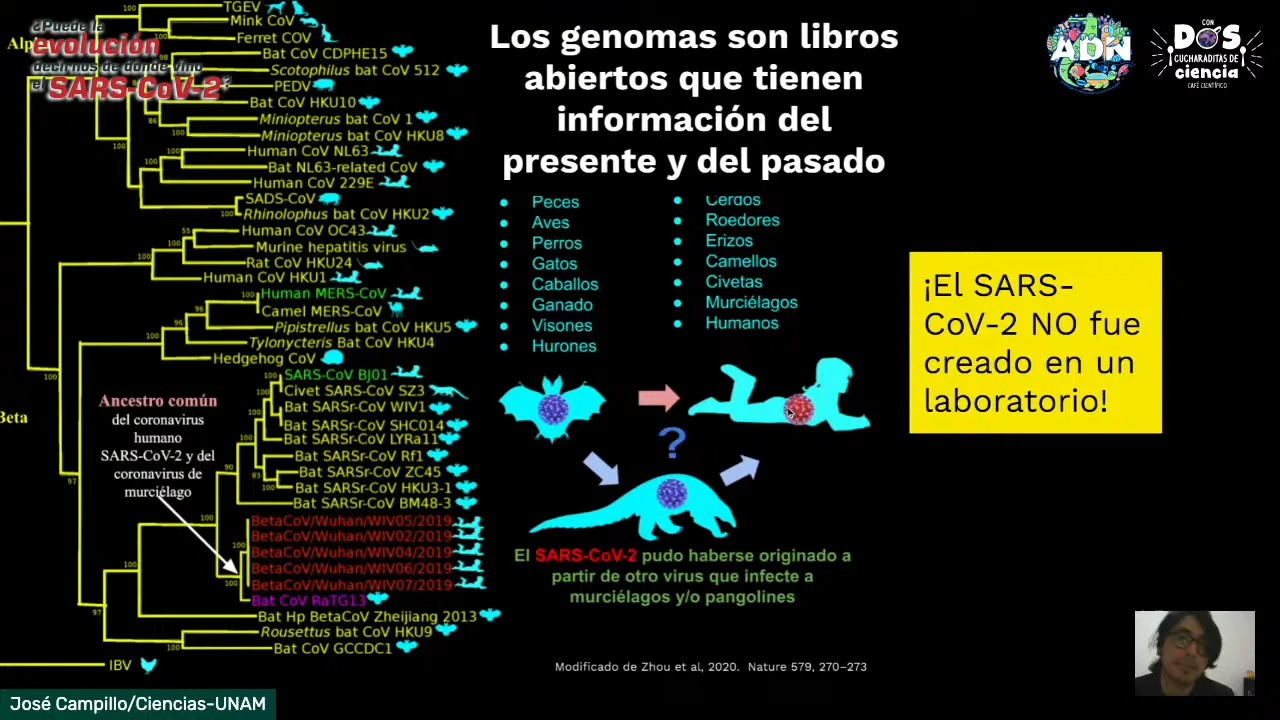 ¿Puede la
evolución
decirnos de dónde vino
el SARS-CoV-2?
Los genomas son libros
abiertos que tienen
información del
presente y del pasado
ADN
CON
DOS
CUCHARADITAS DE
ciencia
CAFÉ CIENTÍFICO
TGEV
Mink CoV
Ferret COV
Bat CoV CDPHE15
Scotophilus bat CoV 512
PEDV
Bat CoV HKU10
Miniopterus bat CoV 1
Miniopterus bat CoV HKU8
Human CoV NL63
Bat NL63-related CoV
Human CoV 229E
SADS-CoV
Rhinolophus bat CoV HKU2
Human CoV OC43
Murine hepatitis virus
Rat CoV HKU24
Human CoV HKU1
Human MERS-CoV
Camel MERS-CoV
Pipistrellus bat CoV HKU5
Tylonycteris bat CoV HKU4
Hedgehog CoV
SARS-CoV BJ01
Civet SARS-CoV SZ3
Bat SARSr-CoV WIV1
Bat SARSr-CoV SHC014
Bat SARSr-CoV LYRa11
Bat SARSr-CoV Rf1
Bat SARSr-CoV ZC45
Bat SARSr-CoV HKU3-1
Bat SARSr-CoV BM48-3
BetaCoV/Wuhan/WIV05/2019
BetaCoV/Wuhan/WIV02/2019
BetaCoV/Wuhan/WIV04/2019
BetaCoV/Wuhan/WIV06/2019
BetaCoV/Wuhan/WIV07/2019
Bat CoV RaTG13
Bat Hp BetaCoV Zheijiang 2013
Rousettus bat CoV HKU9
Bat CoV GCCDC1
IBV
Beta
Ancestro común
del coronavirus
humano
SARS-CoV-2 y del
coronavirus de
murciélago
• Peces
• Aves
• Perros
• Gatos
• Caballos
• Ganado
• Visones
• Hurones
• Cerdos
• Roedores
• Erizos
• Camellos
• Civetas
• Murciélagos
• Humanos
?
El SARS-CoV-2 pudo haberse originado a
partir de otro virus que infecte a
murciélagos y/o pangolines
¡El SARS-
CoV-2 NO fue
creado en un
laboratorio!
Modificado de Zhou et al, 2020. Nature 579, 270–273
José Campillo/Ciencias-UNAM